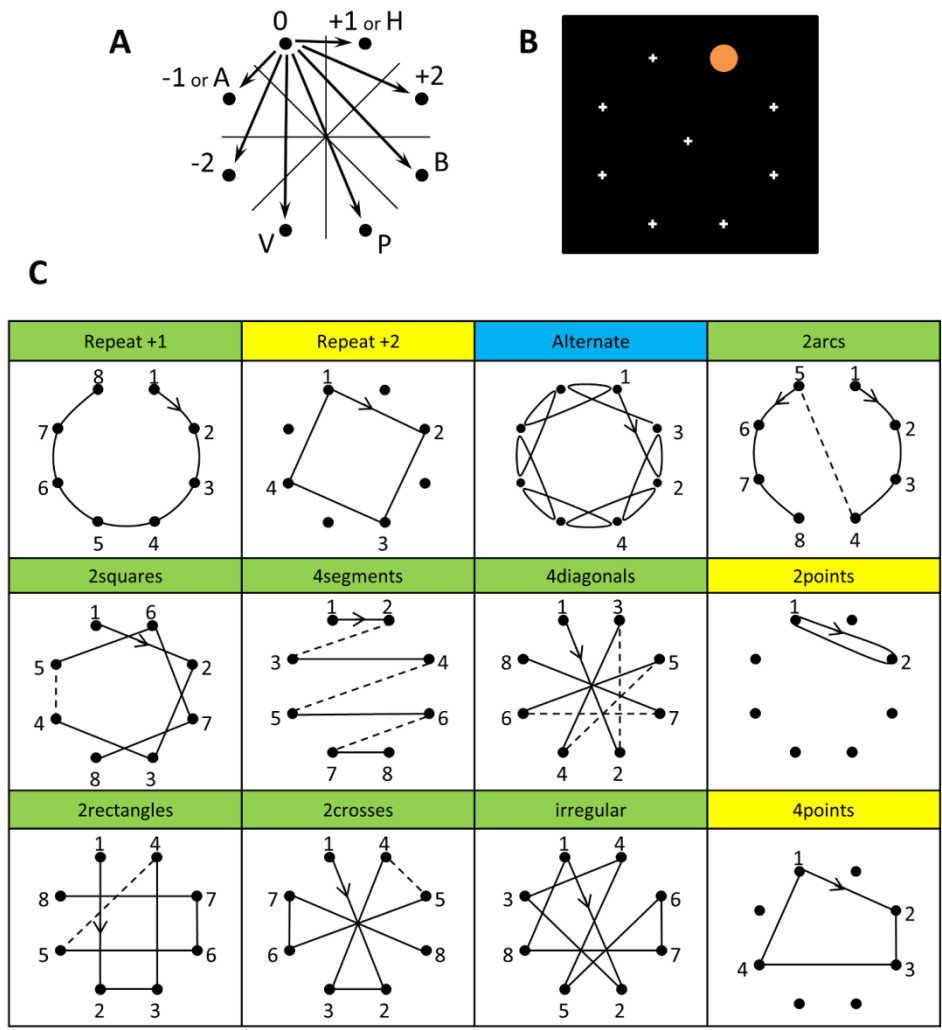 A
0
+1 or H
-1 or A
+2
-2
B
V
P
B
C
Repeat +1
Repeat +2
Alternate
2arcs
8 1
7 2
6 3
5 4
1
2
4
3
1
3
2
4
5 1
6 2
7 3
8 4
2squares
4segments
4diagonals
2points
1 6
5 2
4 7
8 3
1 2
3 4
5 6
7 8
1 3
8 5
6 7
4 2
1
2
2rectangles
2crosses
irregular
4points
1 4
8 7
5 6
2 3
1 4
7 5
6 8
3 2
1 4
3 6
8 7
5 2
1
2
4 3